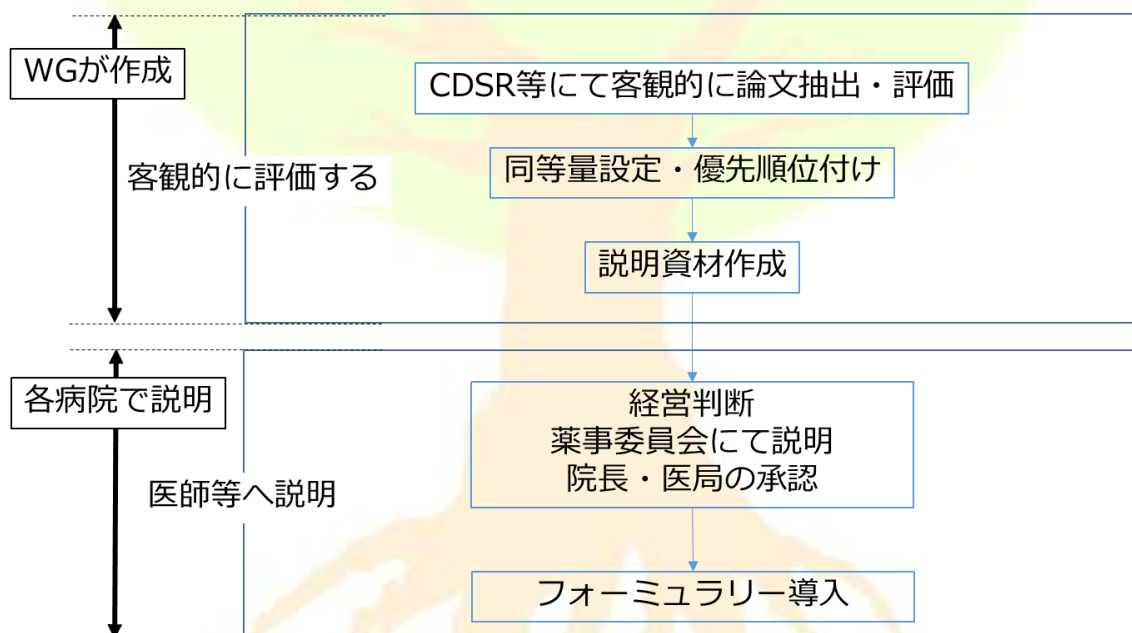 WGが作成
CDSR等にて客観的に論文抽出・評価
同等量設定・優先順位付け
客観的に評価する
説明資材作成
各病院で説明
経営判断
薬事委員会にて説明
院長・医局の承認
医師等へ説明
フォーミュラリー導入